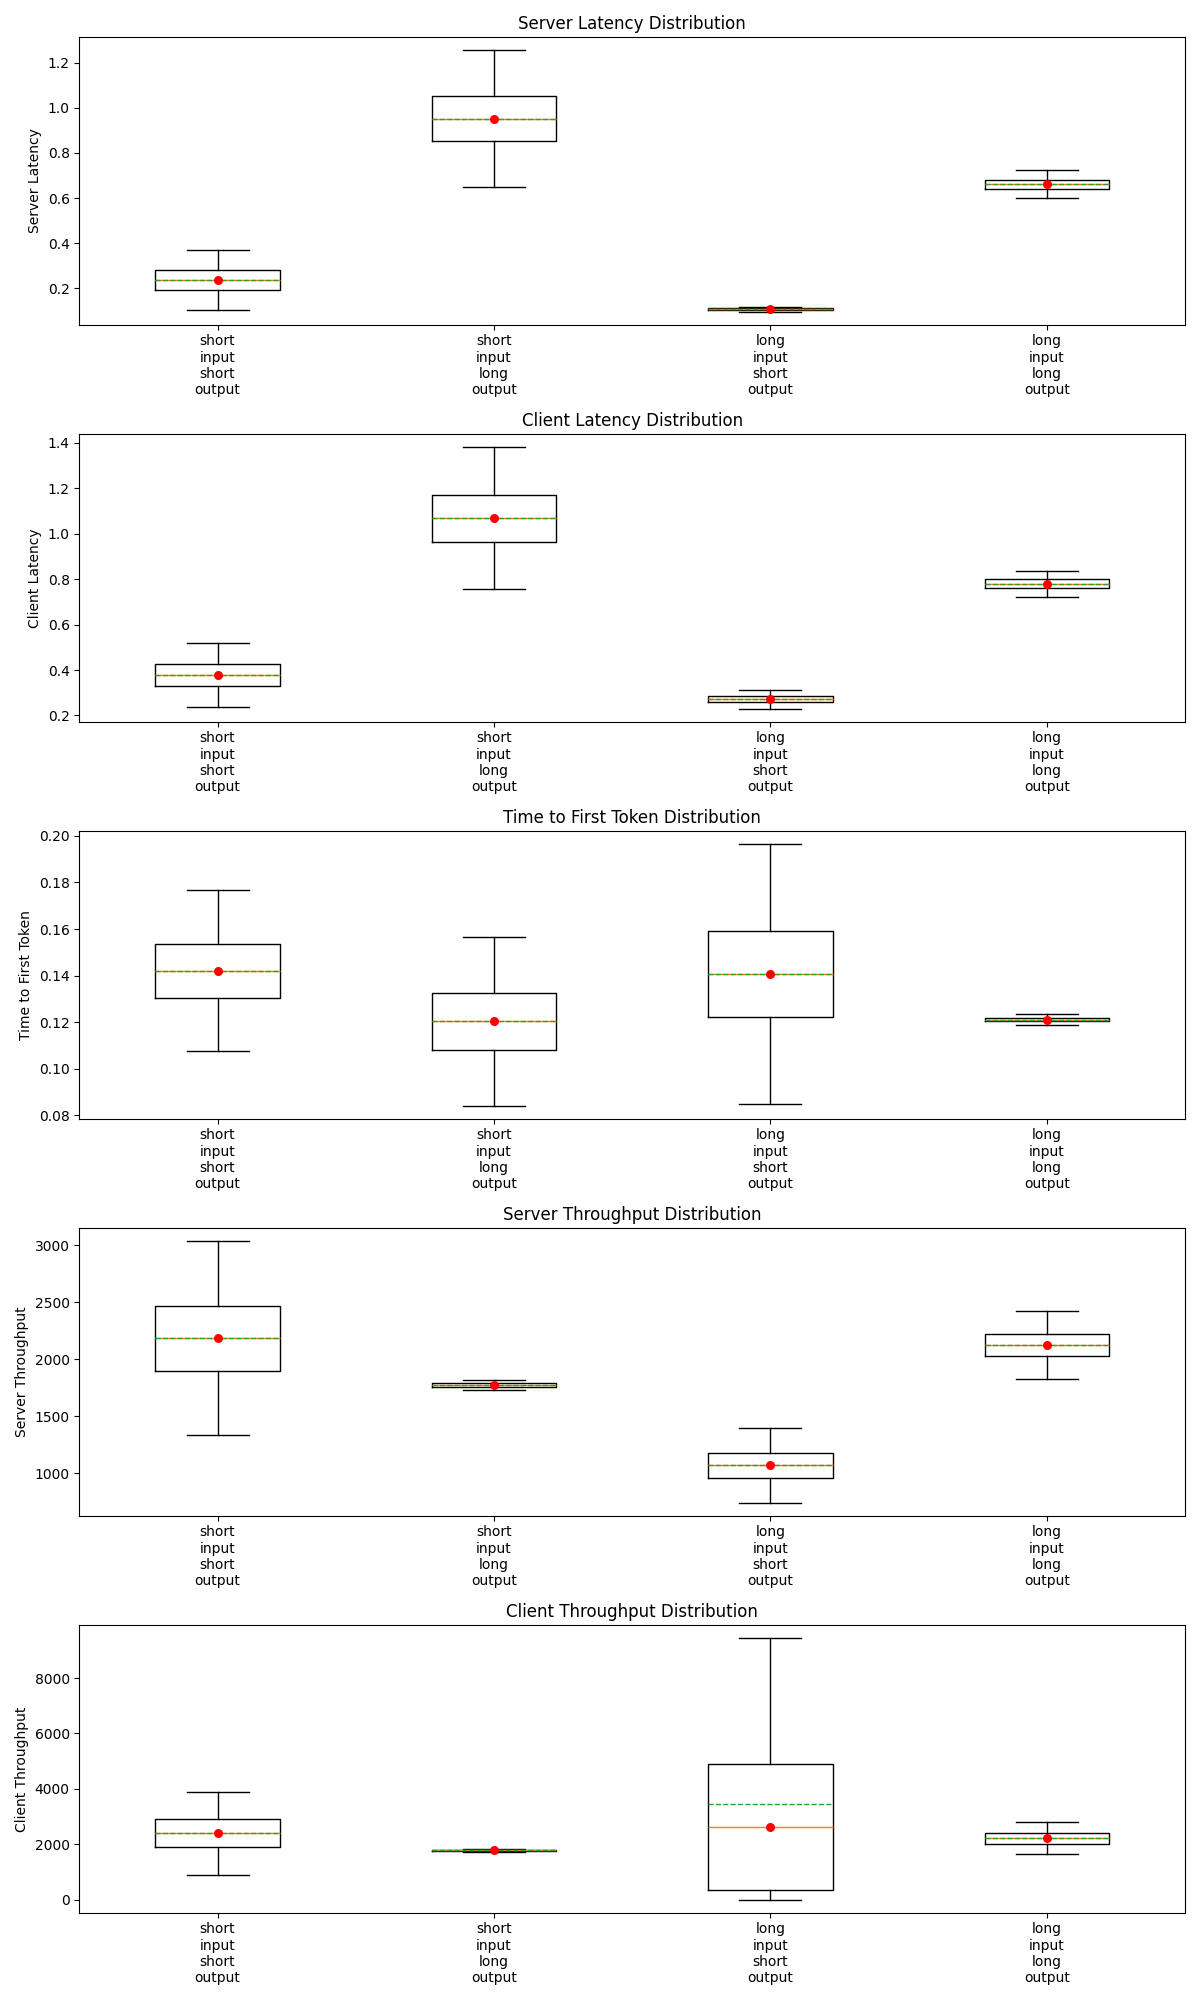 Server Latency Distribution
Server Latency
1.2
1.0
0.8
0.6
0.4
0.2
short
input
short
output
short
input
long
output
long
input
short
output
long
input
long
output
Client Latency Distribution
Client Latency
1.4
1.2
1.0
0.8
0.6
0.4
0.2
short
input
short
output
short
input
long
output
long
input
short
output
long
input
long
output
Time to First Token Distribution
Time to First Token
0.20
0.18
0.16
0.14
0.12
0.10
0.08
short
input
short
output
short
input
long
output
long
input
short
output
long
input
long
output
Server Throughput Distribution
Server Throughput
3000
2500
2000
1500
1000
short
input
short
output
short
input
long
output
long
input
short
output
long
input
long
output
Client Throughput Distribution
Client Throughput
8000
6000
4000
2000
0
short
input
short
output
short
input
long
output
long
input
short
output
long
input
long
output